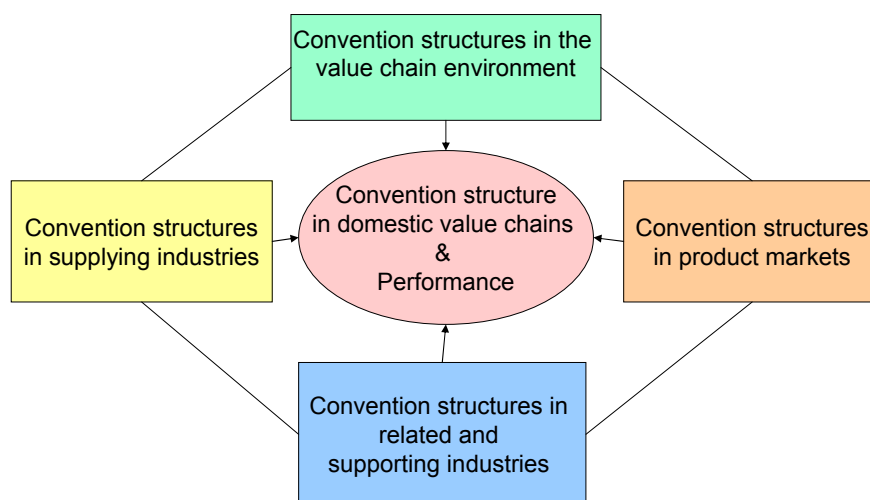 Convention structures in the
value chain environment
Convention structures
in supplying industries
Convention structure
in domestic value chains
&
Performance
Convention structures
in product markets
Convention structures in
related and
supporting industries